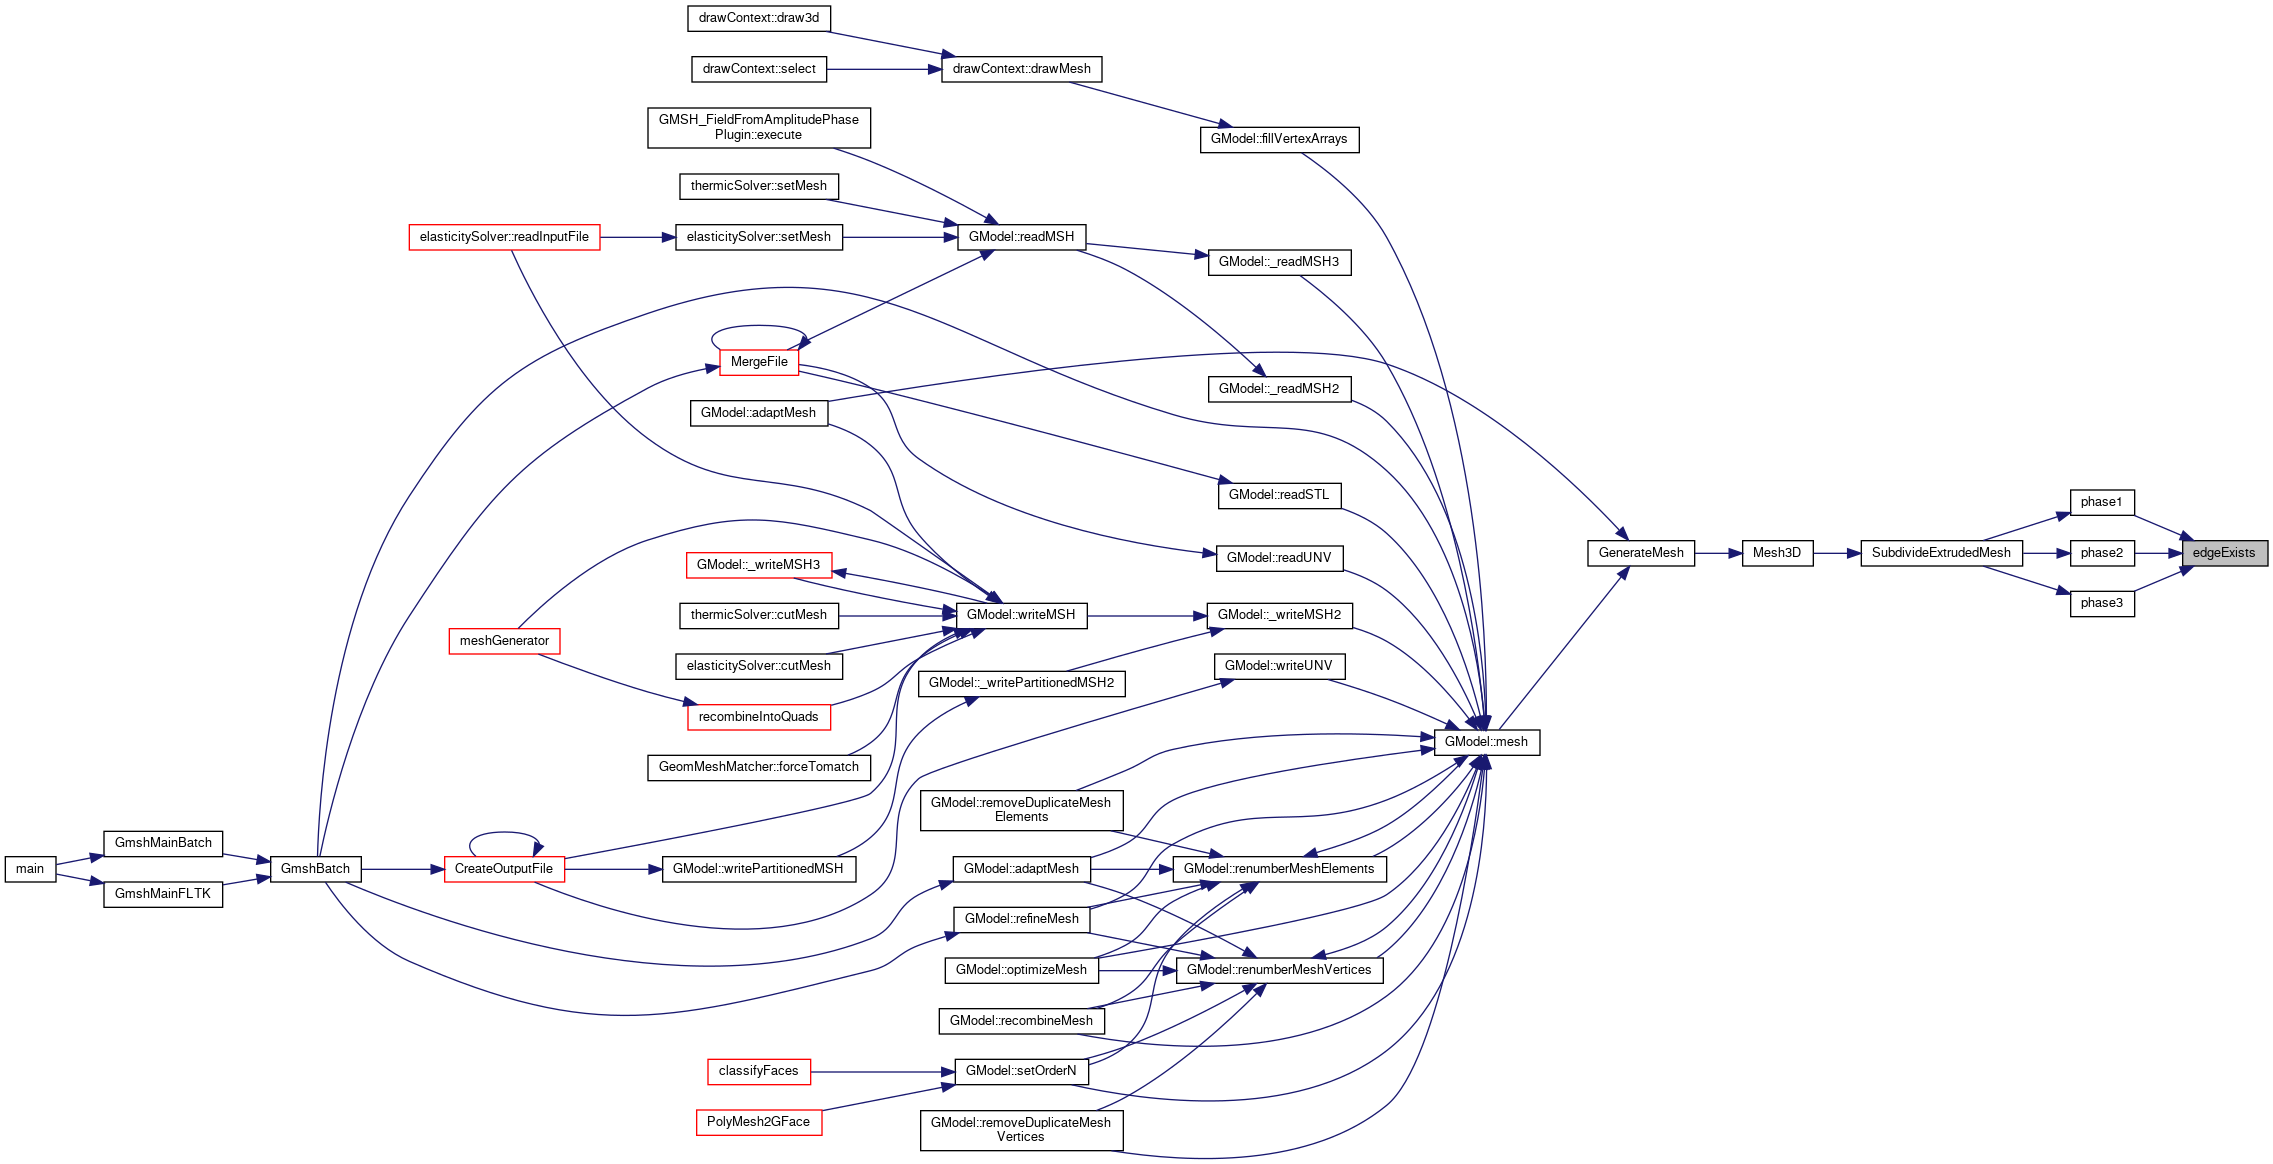 drawContext::draw3d
drawContext::select
drawContext::drawMesh
GMSH_FieldFromAmplitudePhase
Plugin::execute
GModel::fillVertexArrays
thermicSolver::setMesh
elasticitySolver::readInputFile
elasticitySolver::setMesh
GModel::readMSH
GModel::_readMSH3
MergeFile
GModel::_readMSH2
GModel::adaptMesh
GModel::readSTL
phase1
GModel::_writeMSH3
GModel::readUNV
GenerateMesh
Mesh3D
SubdivideExtrudedMesh
phase2
edgeExists
thermicSolver::cutMesh
GModel::writeMSH
GModel::_writeMSH2
phase3
meshGenerator
elasticitySolver::cutMesh
GModel::_writePartitionedMSH2
GModel::writeUNV
recombineIntoQuads
GModel::mesh
GeomMeshMatcher::forceTomatch
GModel::removeDuplicateMesh
Elements
GmshMainBatch
main
GmshBatch
CreateOutputFile
GModel::writePartitionedMSH
GModel::adaptMesh
GModel::renumberMeshElements
GmshMainFLTK
GModel::refineMesh
GModel::optimizeMesh
GModel::renumberMeshVertices
GModel::recombineMesh
classifyFaces
GModel::setOrderN
PolyMesh2GFace
GModel::removeDuplicateMesh
Vertices